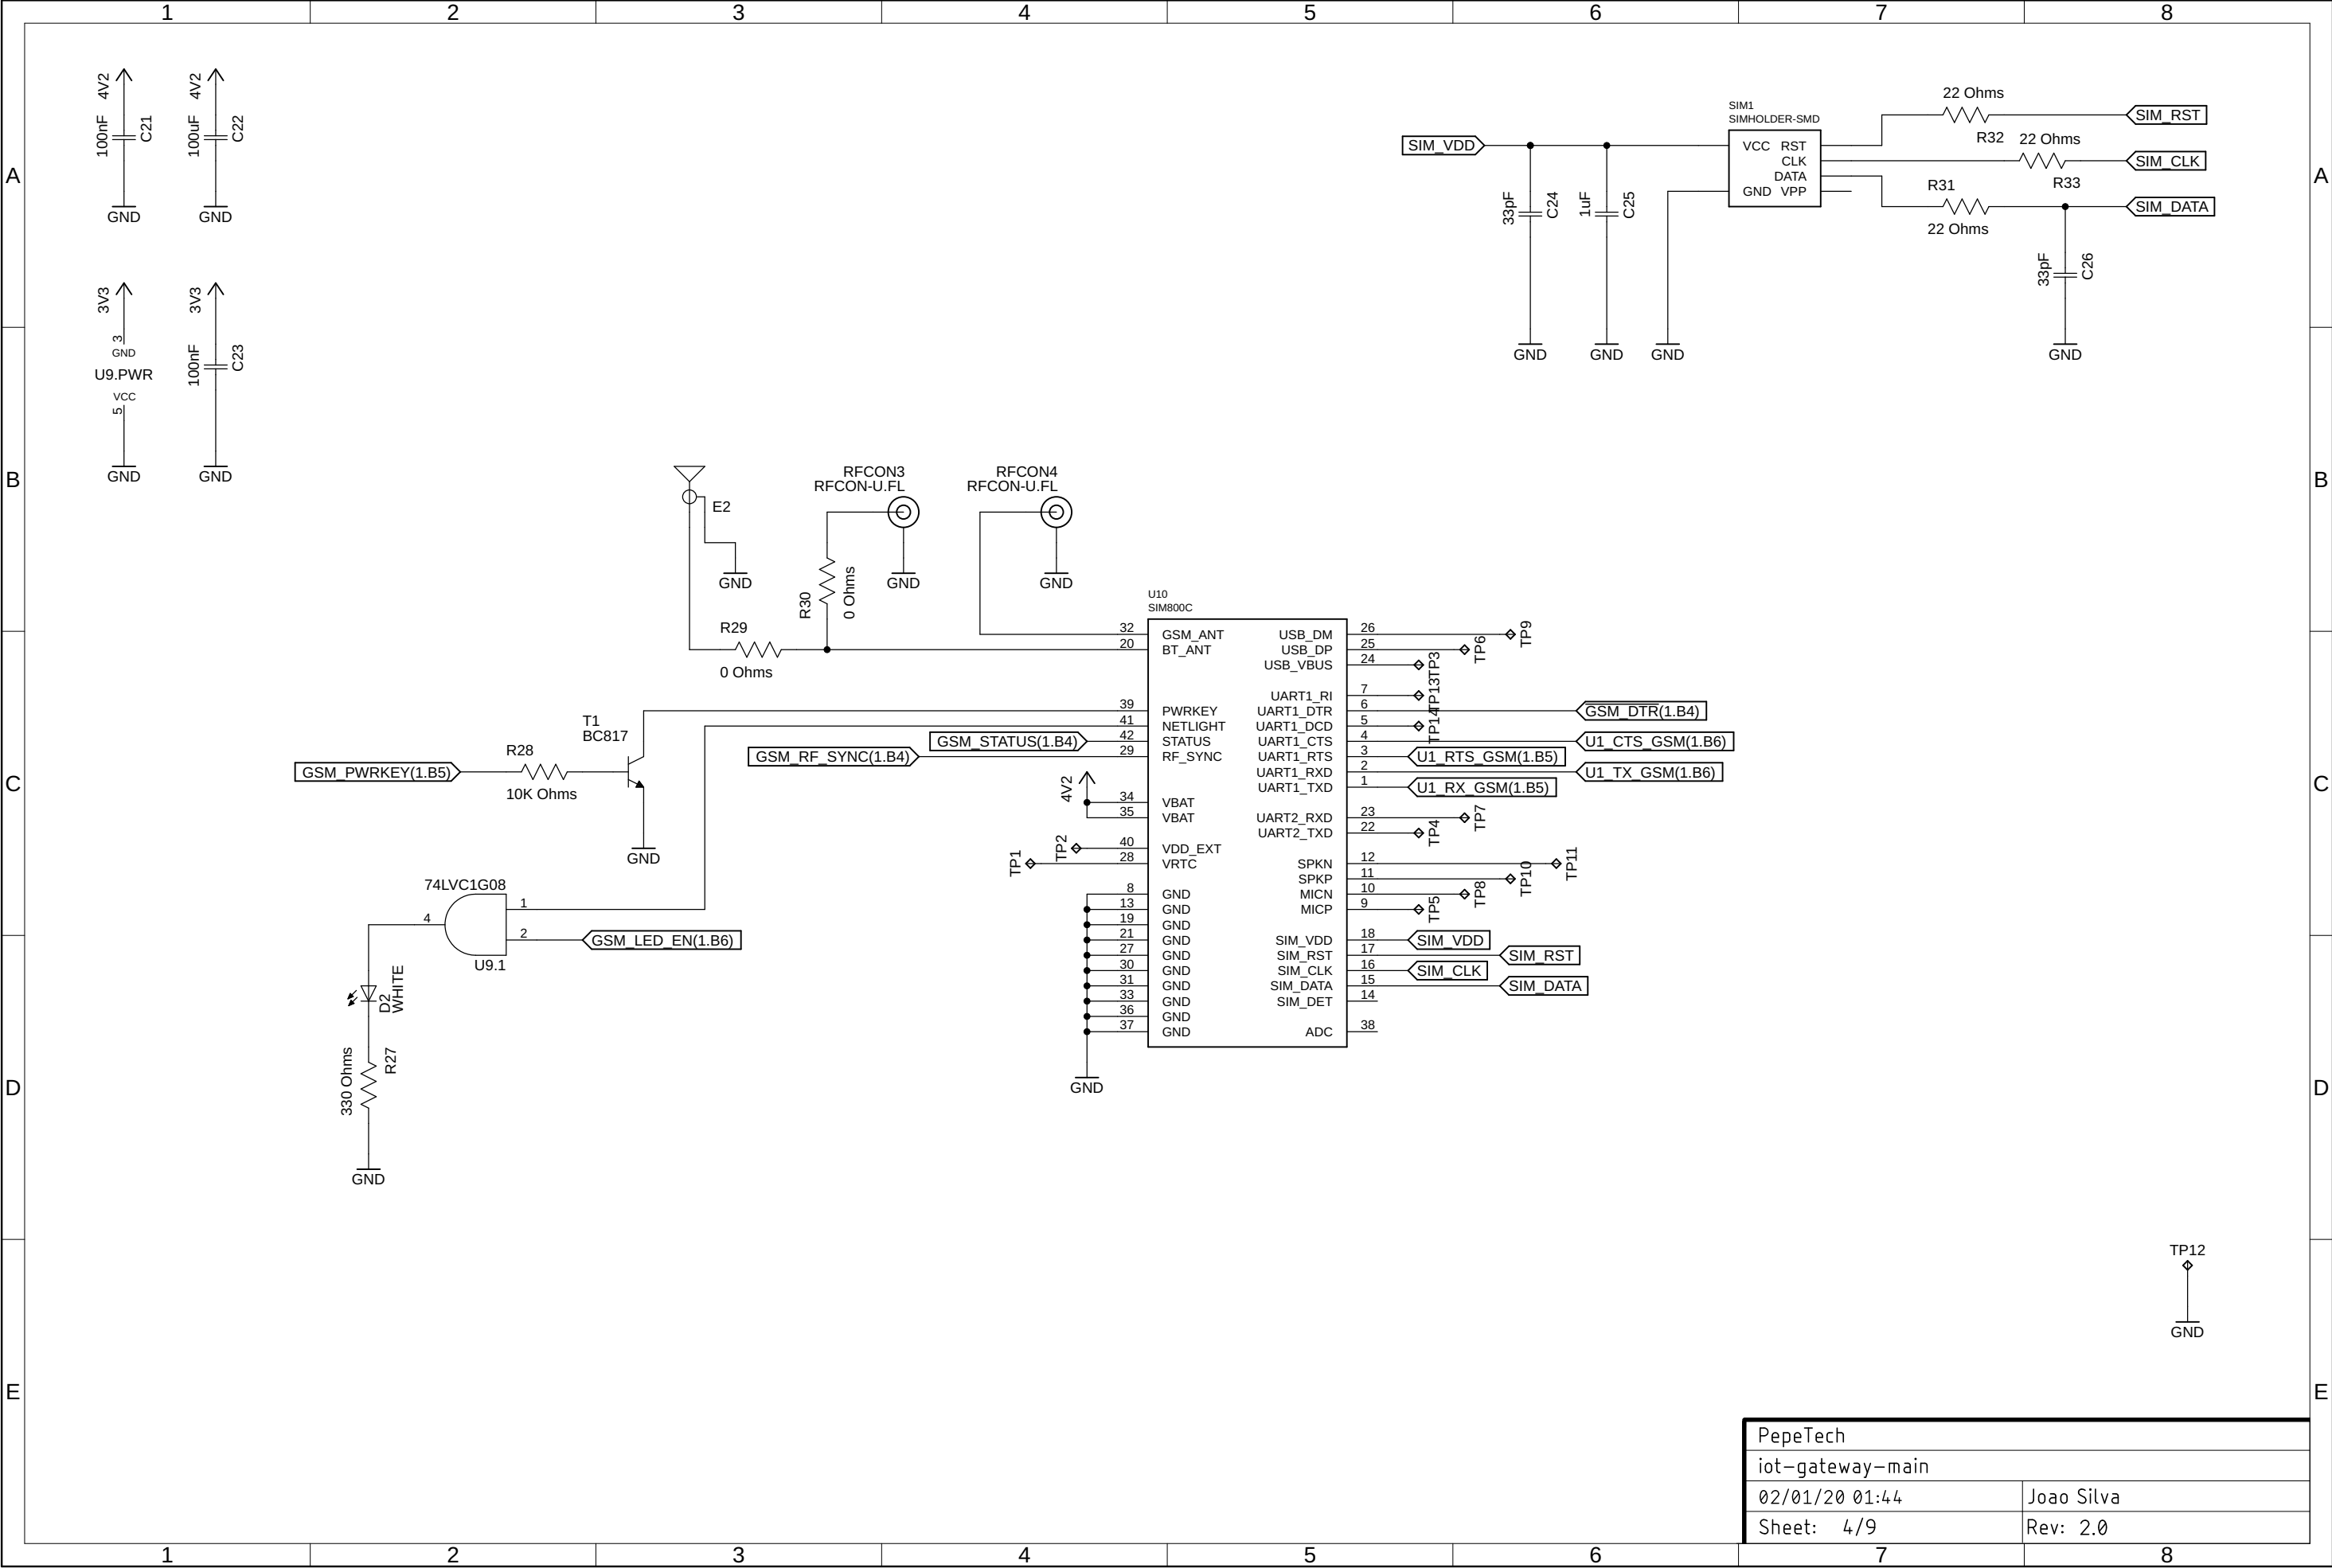 1 2 3 4 5 6 7 8
A A
B B
C C
D D
E E
4V2
100nF
C21
GND
4V2
100uF
C22
GND
3V3
3
GND
U9.PWR
VCC
5
GND
3V3
100nF
C23
GND
SIM_VDD
33pF
C24
GND
1uF
C25
GND
GND
SIM1
SIMHOLDER-SMD
VCC RST
CLK
DATA
GND VPP
22 Ohms
R32
SIM_RST
22 Ohms
R33
SIM_CLK
R31
22 Ohms
SIM_DATA
33pF
C26
GND
E2
GND
RFCON3
RFCON-U.FL
GND
R30
0 Ohms
RFCON4
RFCON-U.FL
GND
R29
0 Ohms
T1
BC817
R28
10K Ohms
GSM_PWRKEY(1.B5)
GND
GSM_STATUS(1.B4)
GSM_RF_SYNC(1.B4)
4V2
TP2
TP1
74LVC1G08
4
1
2
U9.1
GSM_LED_EN(1.B6)
D2
WHITE
330 Ohms
R27
GND
U10
SIM800C
32 GSM_ANT
20 BT_ANT
39 PWRKEY
41 NETLIGHT
42 STATUS
29 RF_SYNC
34 VBAT
35 VBAT
40 VDD_EXT
28 VRTC
8 GND
13 GND
19 GND
21 GND
27 GND
30 GND
31 GND
33 GND
36 GND
37 GND
GND
USB_DM 26 TP9
USB_DP 25 TP6
USB_VBUS 24 TP3
UART1_RI 7 TP13
UART1_DTR 6 GSM_DTR(1.B4)
UART1_DCD 5 TP14
UART1_CTS 4 U1_CTS_GSM(1.B6)
UART1_RTS 3 U1_RTS_GSM(1.B5)
UART1_RXD 2 U1_TX_GSM(1.B6)
UART1_TXD 1 U1_RX_GSM(1.B5)
UART2_RXD 23 TP7
UART2_TXD 22 TP4
SPKN 12 TP11
SPKP 11 TP10
MICN 10 TP8
MICP 9 TP5
SIM_VDD 18 SIM_VDD
SIM_RST 17 SIM_RST
SIM_CLK 16 SIM_CLK
SIM_DATA 15 SIM_DATA
SIM_DET 14
ADC 38
TP12
GND
PepeTech
iot-gateway-main
02/01/20 01:44 Joao Silva
Sheet: 4/9 Rev: 2.0
1 2 3 4 5 6 7 8